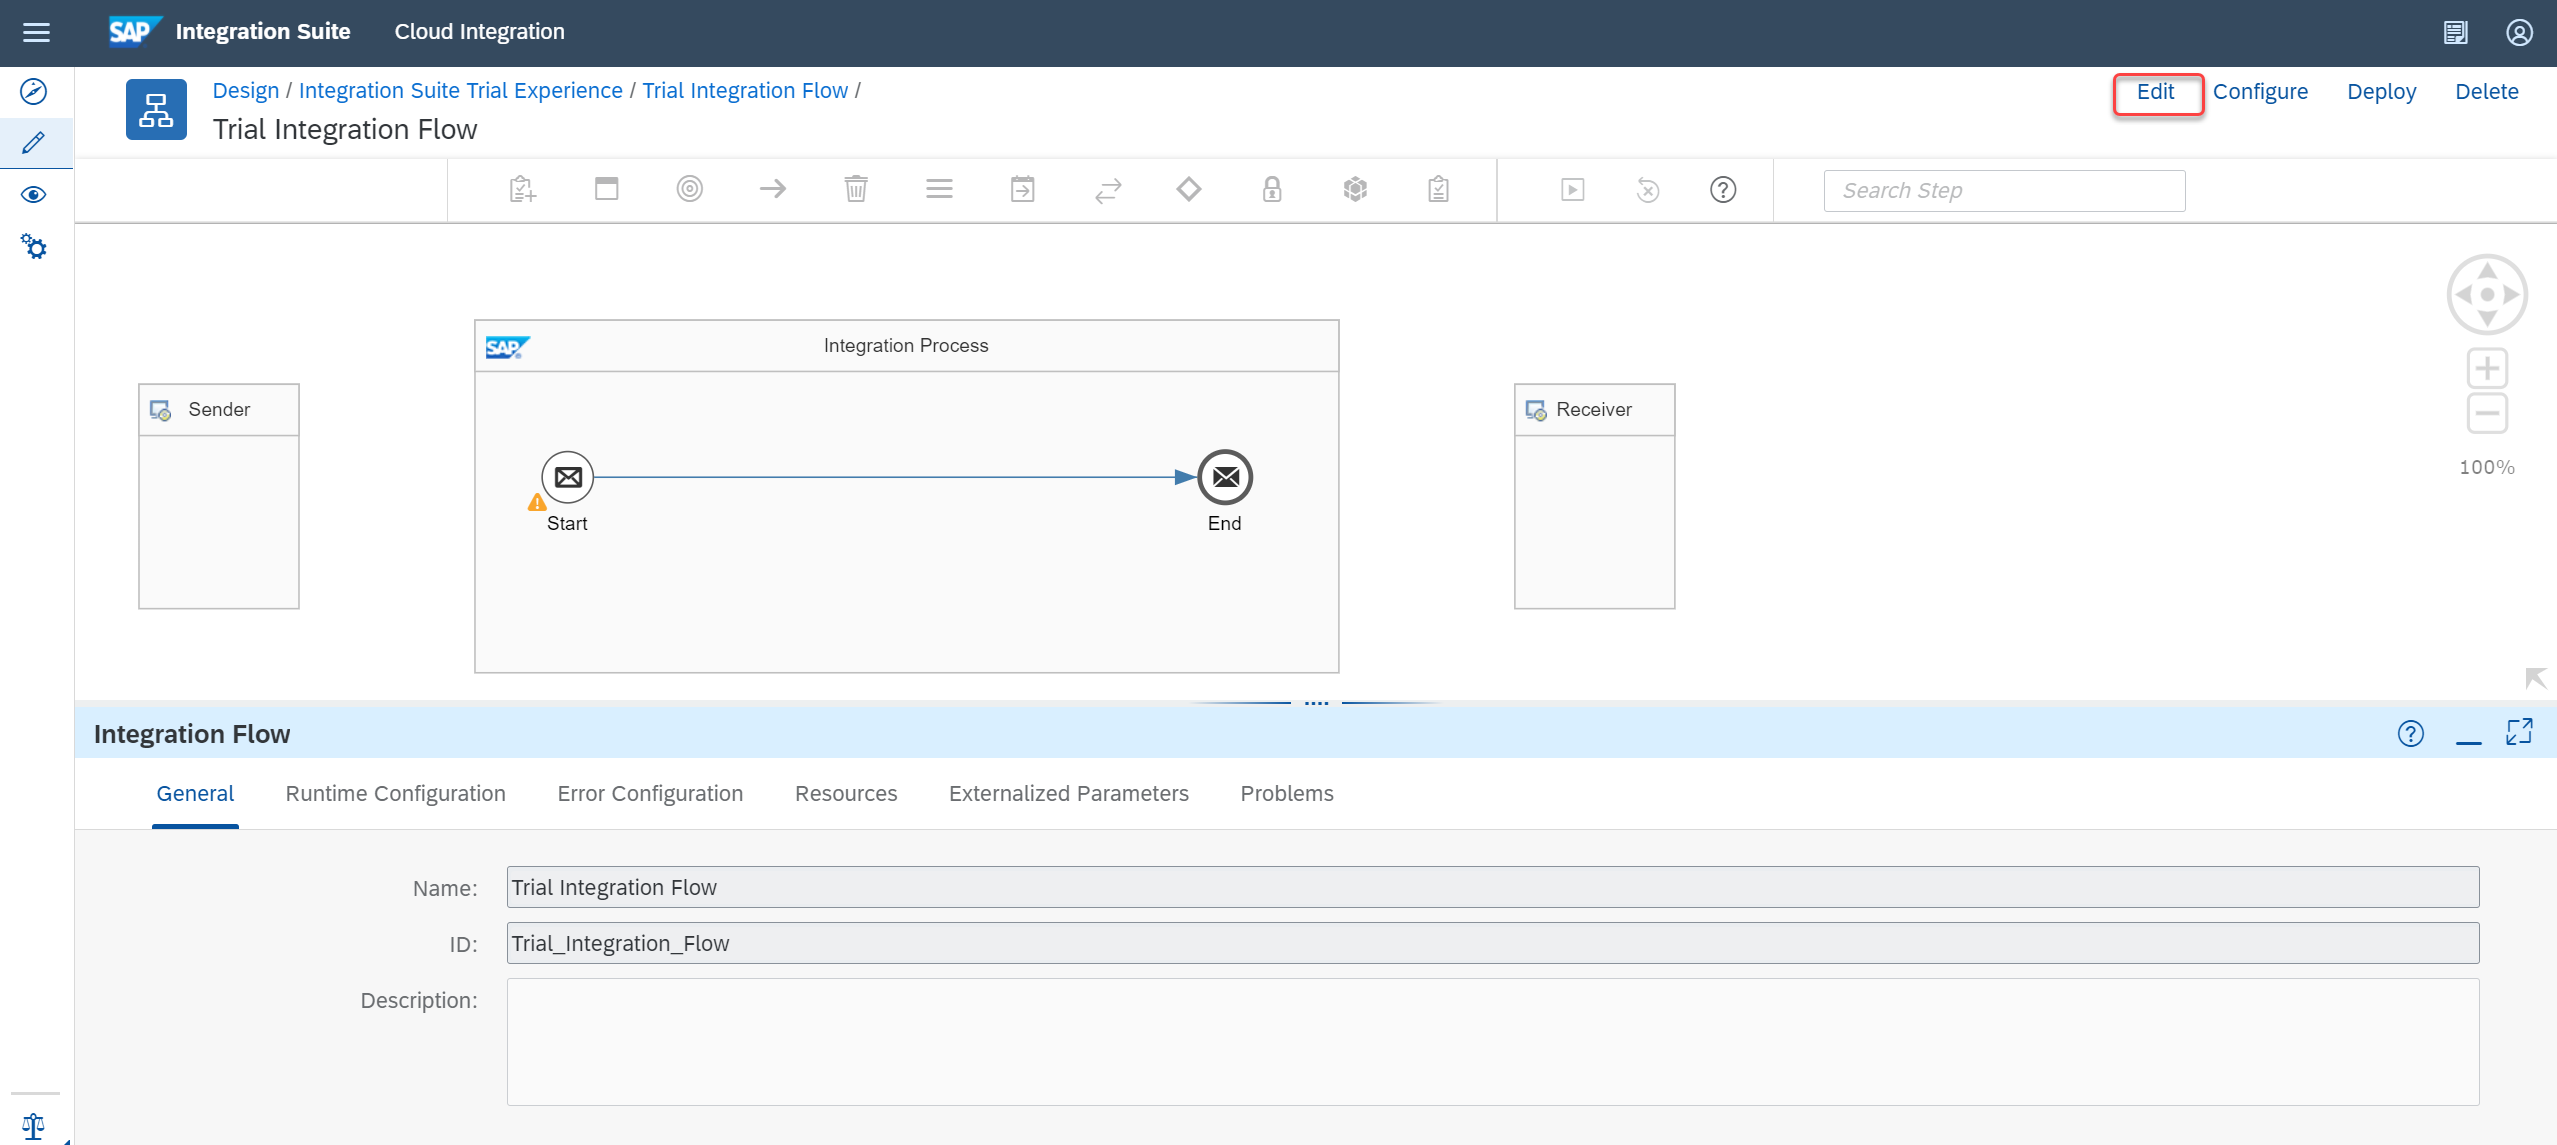 SAP Integration Suite Cloud Integration
Design / Integration Suite Trial Experience / Trial Integration Flow /
Edit Configure Deploy Delete
Trial Integration Flow
Search Step
SAP Integration Process
Sender
Receiver
100%
Start
End
Integration Flow
General Runtime Configuration Error Configuration Resources Externalized Parameters Problems
Name: Trial Integration Flow
ID: Trial_Integration_Flow
Description: